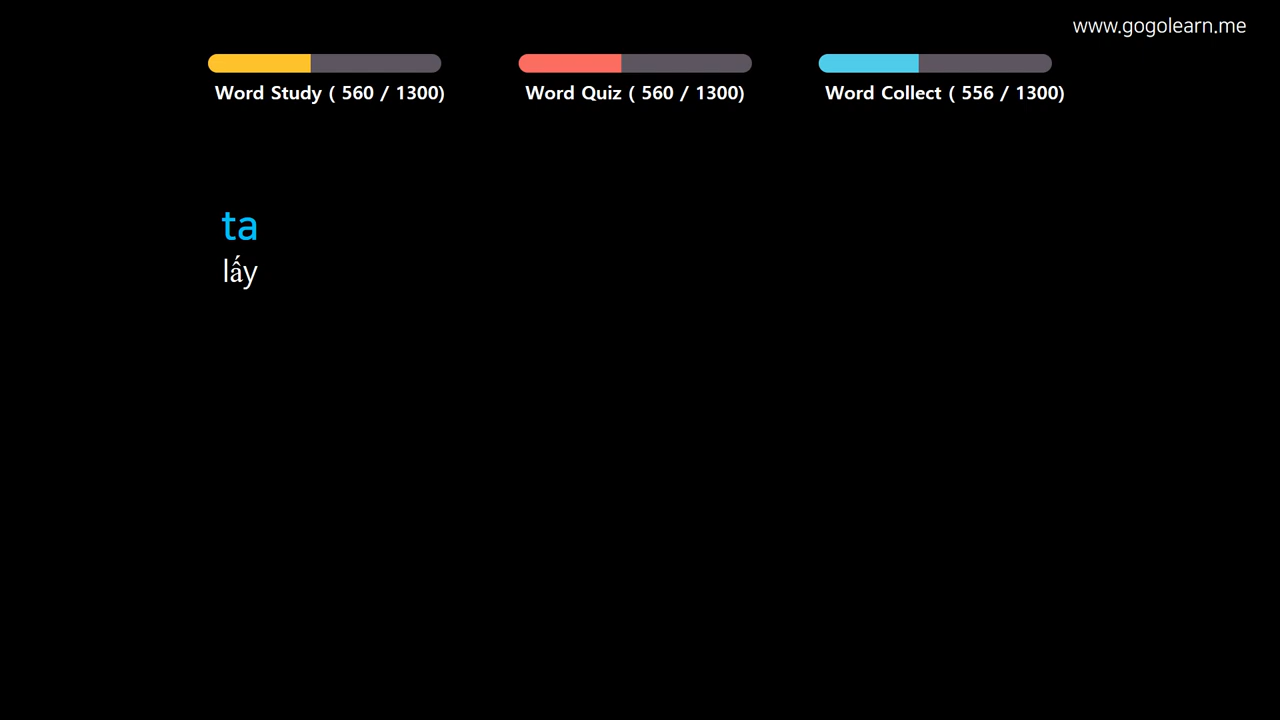 www.gogolearn.me
Word Study ( 560 / 1300)
Word Quiz ( 560 / 1300)
Word Collect ( 556 / 1300)
ta
lấy